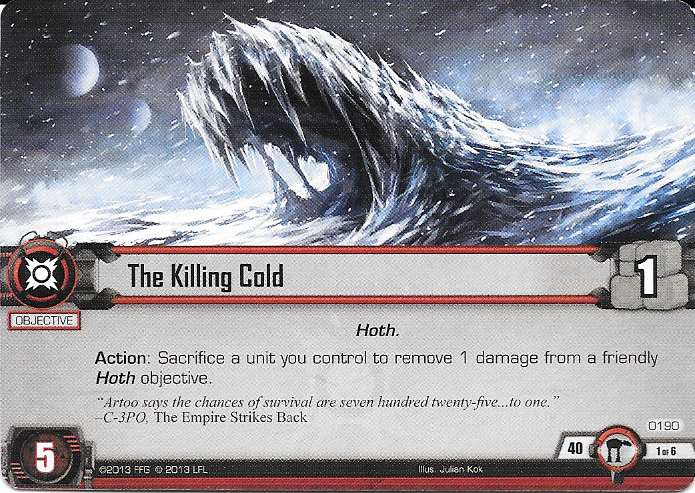 The Killing Cold
1
OBJECTIVE
Hoth.
Action: Sacrifice a unit you control to remove 1 damage from a friendly
Hoth objective.
"Artoo says the chances of survival are seven hundred twenty-five...to one."
–C-3PO, The Empire Strikes Back
0190
5
40
1 OF 6
©2013 FFG © 2013 LFL
Illus. Julian Kok